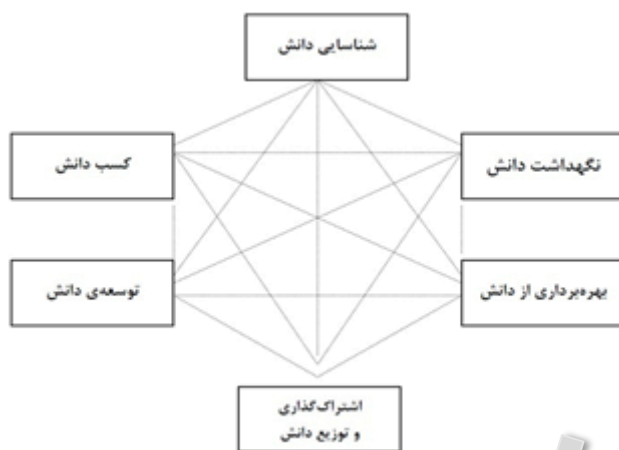 شناسایی دانش
نگهداشت دانش
کسب دانش
بهره‌برداری از دانش
توسعه‌ی دانش
اشتراک‌گذاری
و توزیع دانش